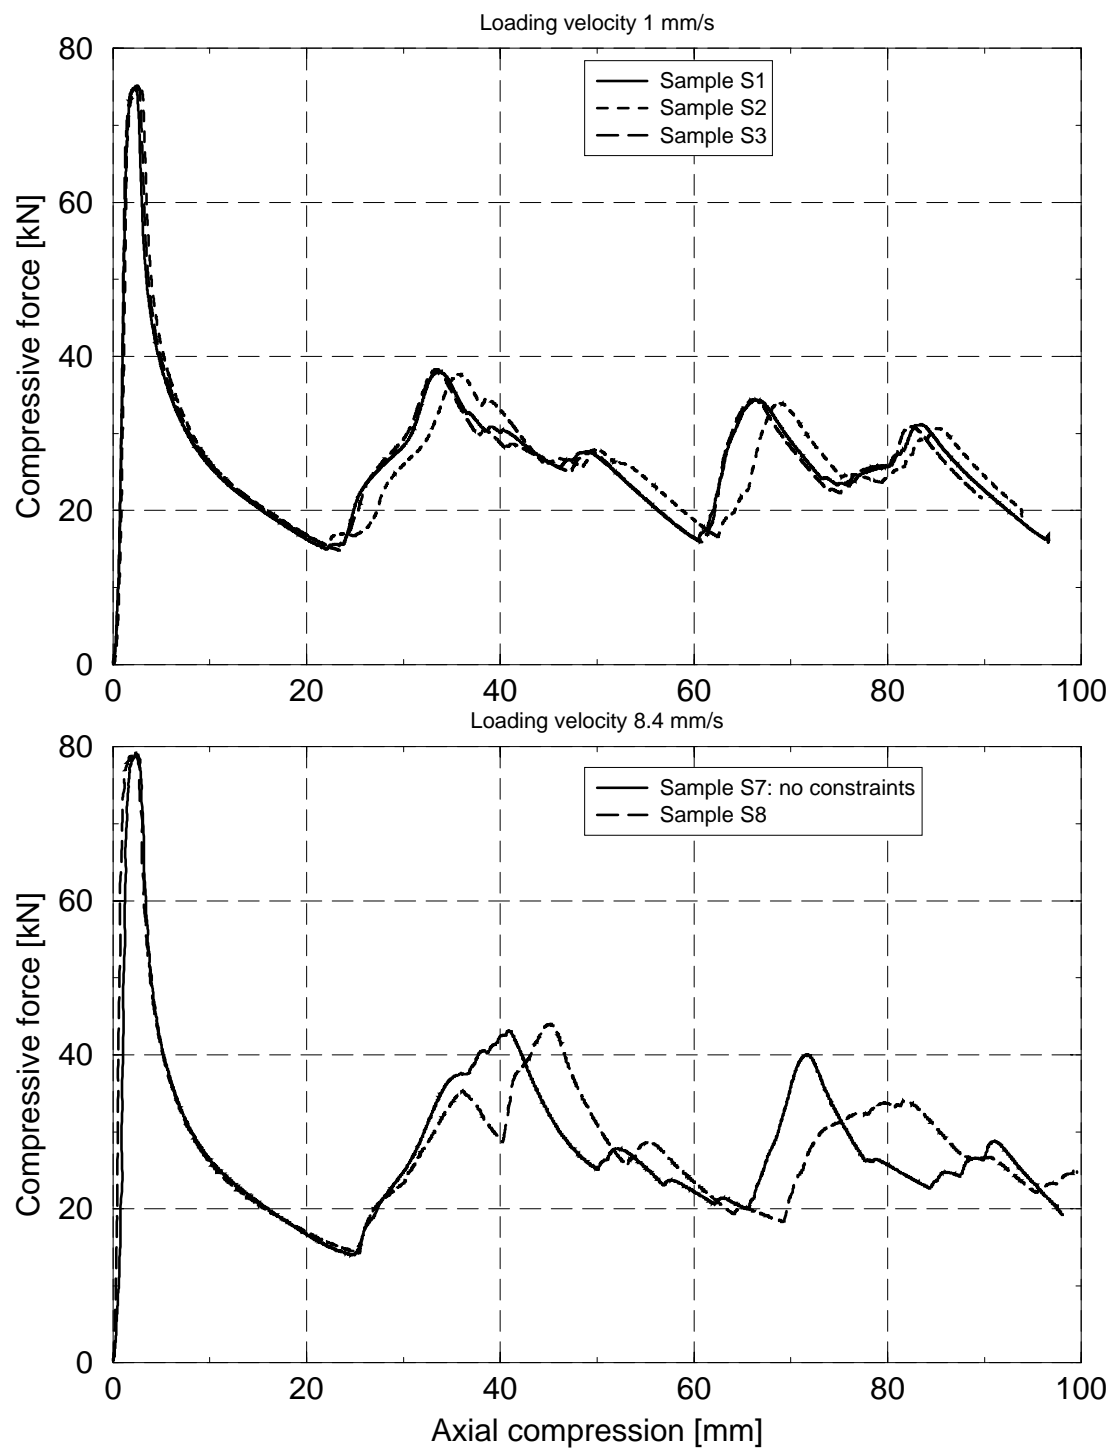 Loading velocity 1 mm/s
80
60
40
20
0
Compressive force [kN]
Sample S1
Sample S2
Sample S3
0 20 40 60 80 100
Loading velocity 8.4 mm/s
80
60
40
20
0
Compressive force [kN]
Sample S7: no constraints
Sample S8
0 20 40 60 80 100
Axial compression [mm]